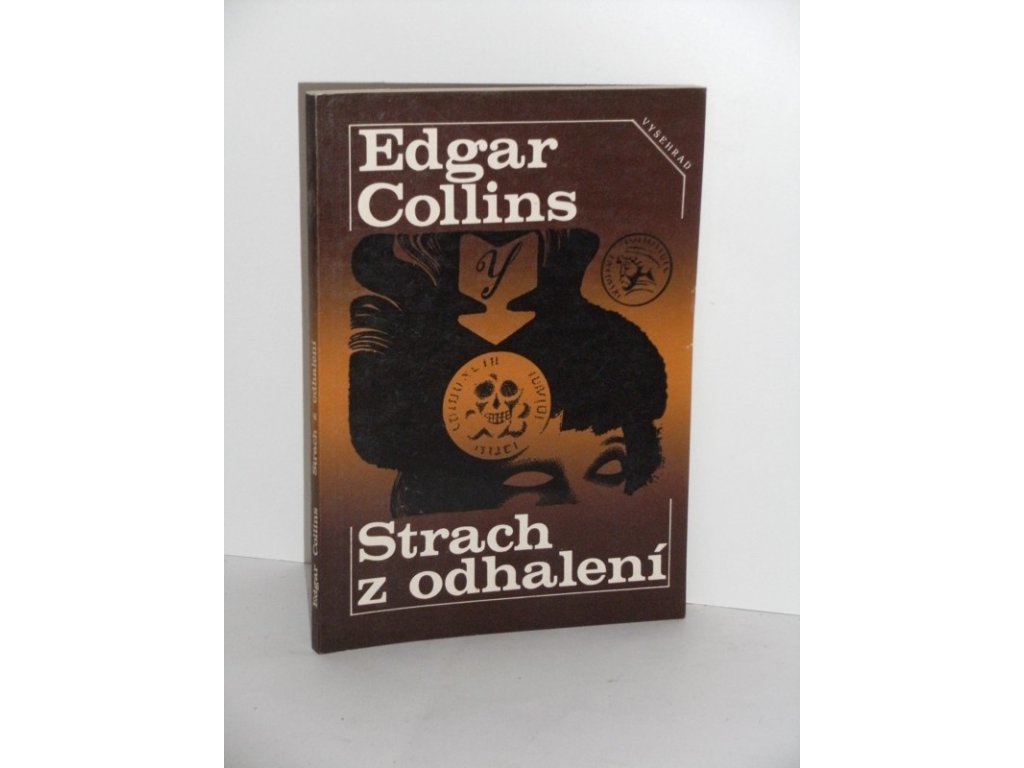 Edgar
Collins
VYŠEHRAD
Y
Strach
z odhalení
Edgar Collins Strach z odhalení